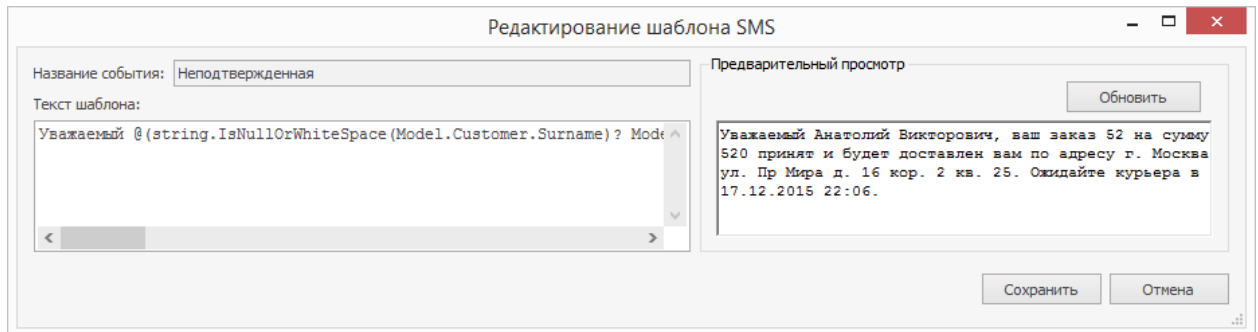 Редактирование шаблона SMS
Название события: Неподтвержденная
Текст шаблона:
Уважаемый @(string.IsNullOrWhiteSpace(Model.Customer.Surname)? Mode
Предварительный просмотр
Обновить
Уважаемый Анатолий Викторович, ваш заказ 52 на сумму
520 принят и будет доставлен вам по адресу г. Москва
ул. Пр Мира д. 16 кор. 2 кв. 25. Ожидайте курьера в
17.12.2015 22:06.
Сохранить
Отмена